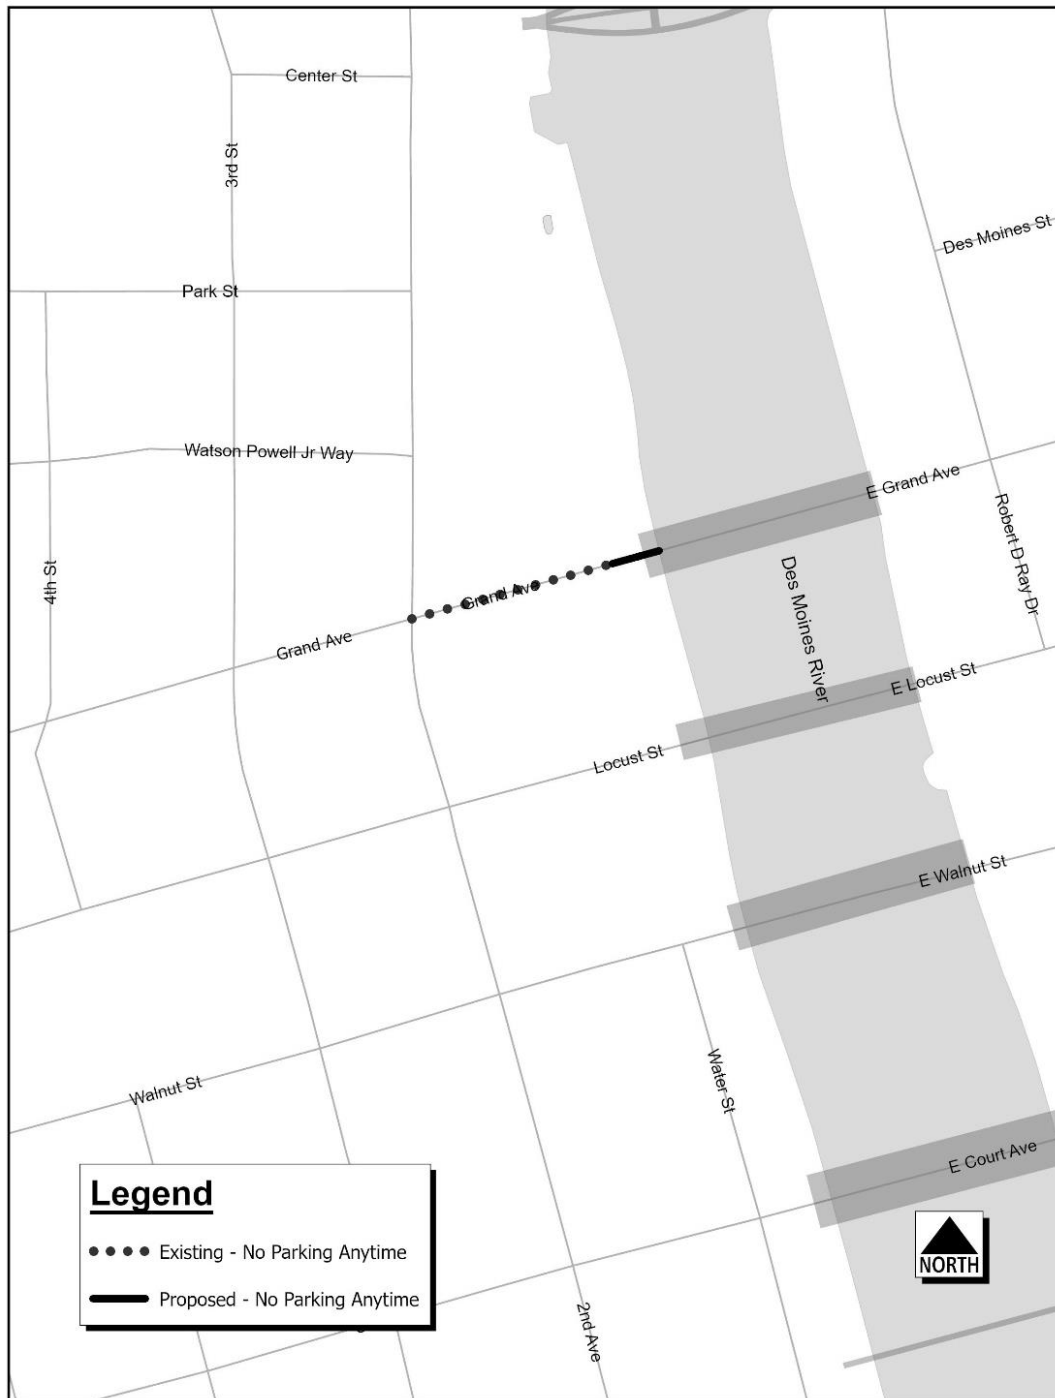 Center St
3rd St
Des Moines St
Park St
Watson Powell Jr Way
E Grand Ave
Robert D Ray Dr
4th St
Grand Ave
Grand Ave
Des Moines River
E Locust St
Locust St
E Walnut St
Water St
Walnut St
E Court Ave
2nd Ave
Legend
Existing - No Parking Anytime
Proposed - No Parking Anytime
NORTH